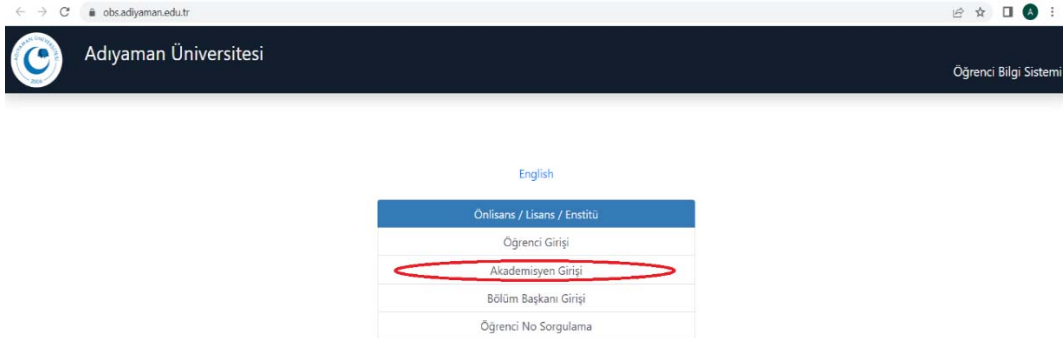 obs.adiyaman.edu.tr
A
Adıyaman Üniversitesi
Öğrenci Bilgi Sistemi
English
Önlisans / Lisans / Enstitü
Öğrenci Girişi
Akademisyen Girişi
Bölüm Başkanı Girişi
Öğrenci No Sorgulama